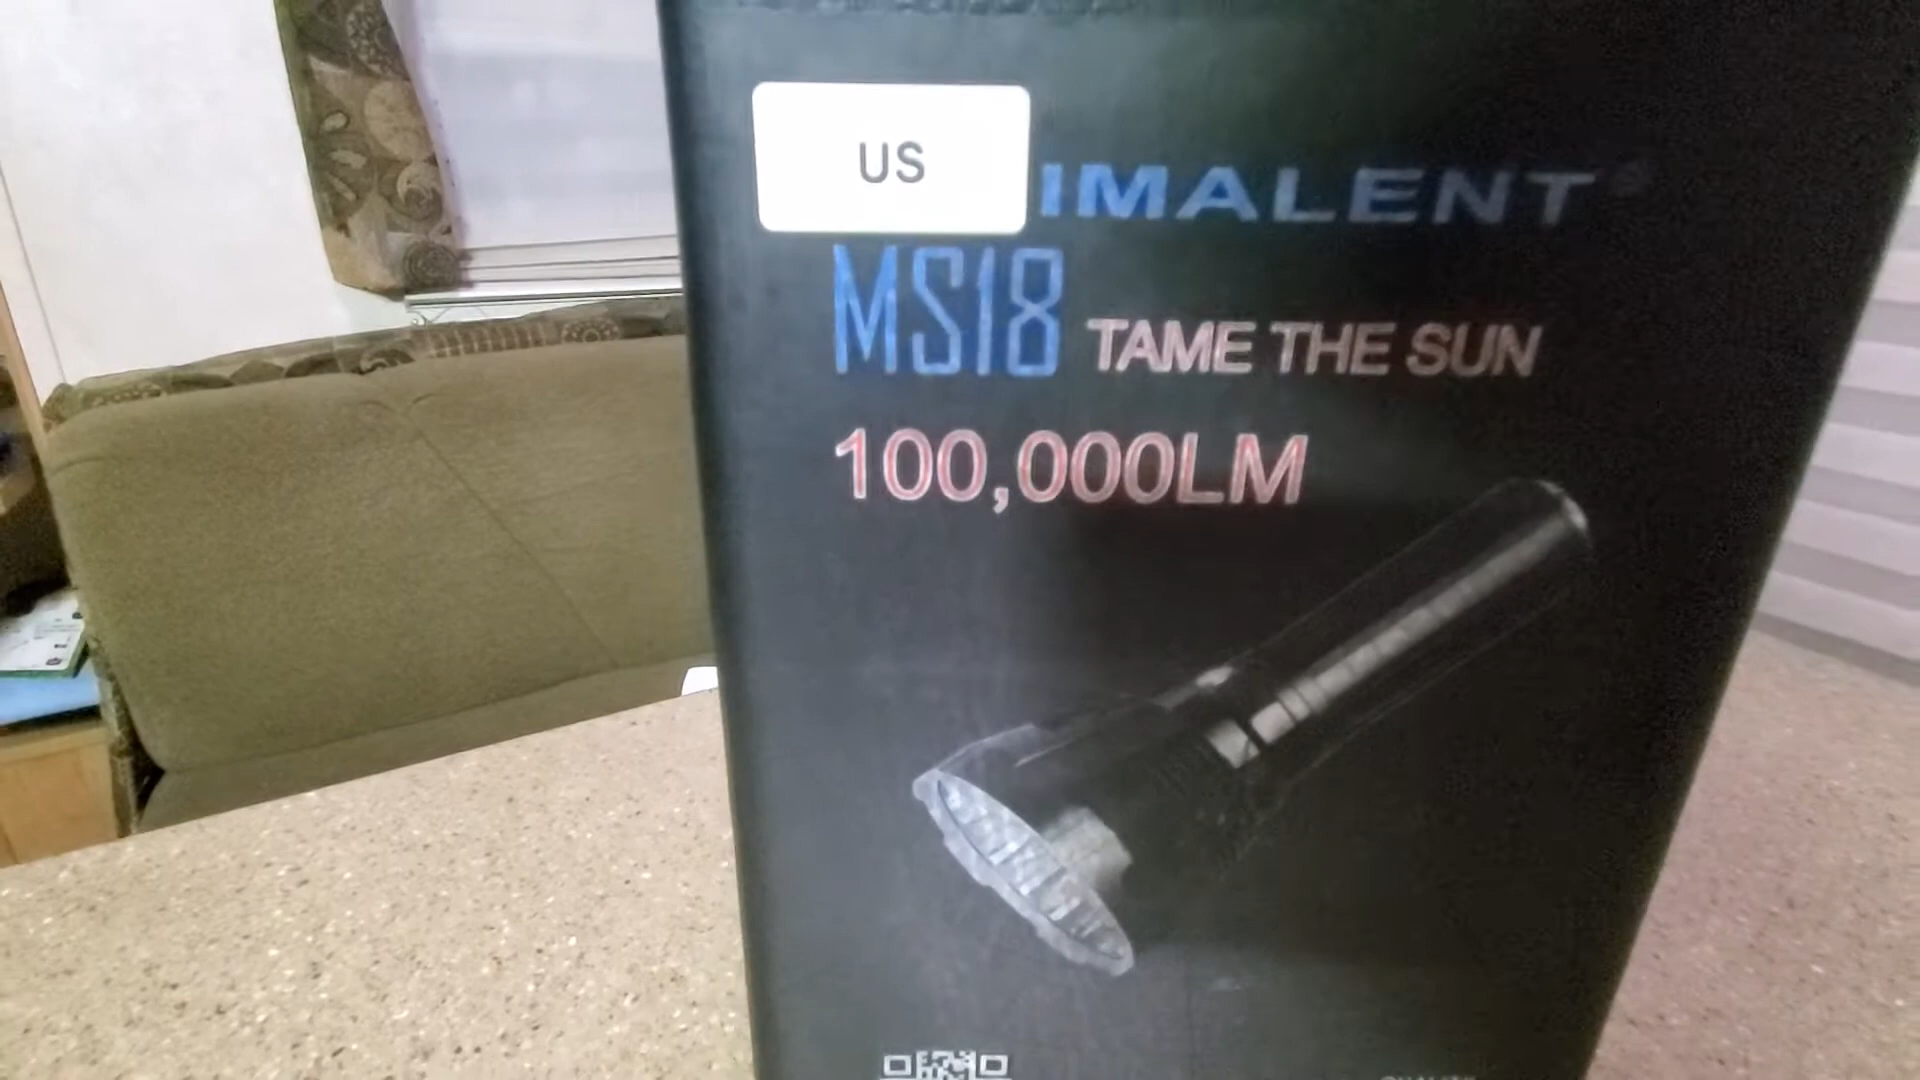 US
IMALENT®
MS18 TAME THE SUN
100,000LM